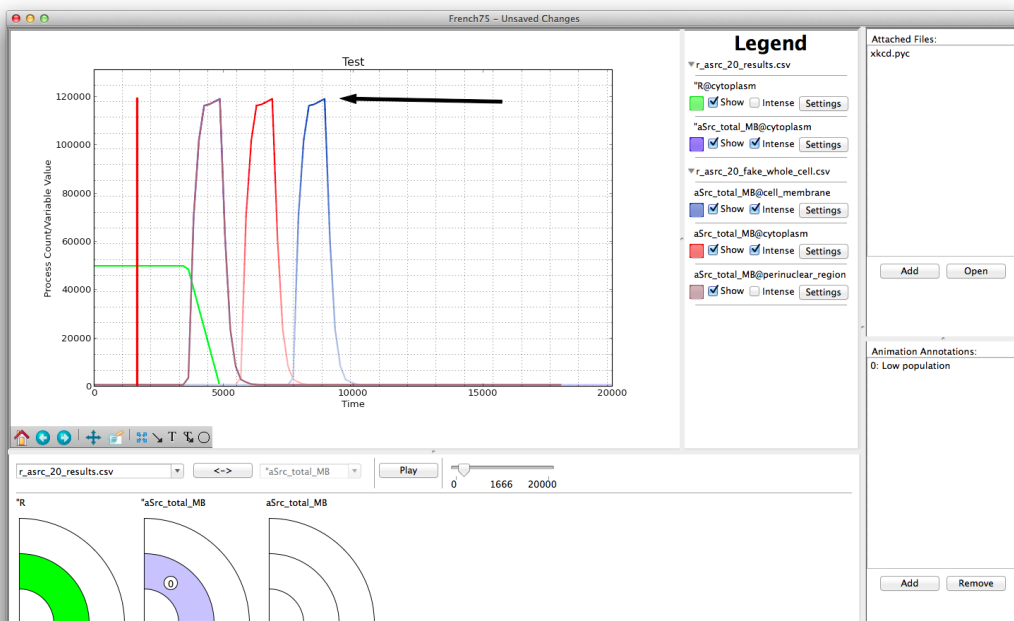 French75 – Unsaved Changes
Test
Process Count/Variable Value
120000
100000
80000
60000
40000
20000
0
0 5000 10000 15000 20000
Time
Legend
r_asrc_20_results.csv
"R@cytoplasm
Show Intense Settings
"aSrc_total_MB@cytoplasm
Show Intense Settings
r_asrc_20_fake_whole_cell.csv
aSrc_total_MB@cell_membrane
Show Intense Settings
aSrc_total_MB@cytoplasm
Show Intense Settings
aSrc_total_MB@perinuclear_region
Show Intense Settings
Attached Files:
xkcd.pyc
Add Open
Animation Annotations:
0: Low population
Add Remove
T T
r_asrc_20_results.csv <-> "aSrc_total_MB Play
0 1666 20000
"R "aSrc_total_MB aSrc_total_MB
0